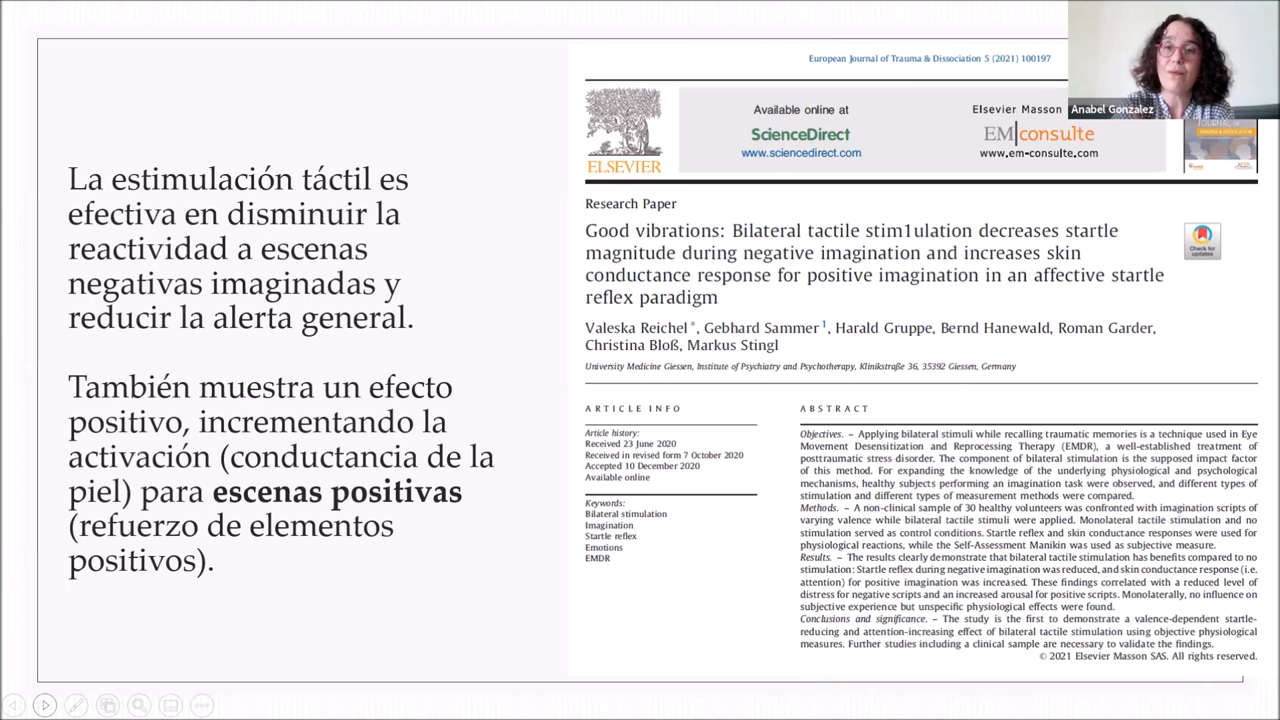 La estimulación táctil es
efectiva en disminuir la
reactividad a escenas
negativas imaginadas y
reducir la alerta general.
También muestra un efecto
positivo, incrementando la
activación (conductancia de la
piel) para escenas positivas
(refuerzo de elementos
positivos).
European Journal of Trauma & Dissociation 5 (2021) 100197
Available online at
ScienceDirect
www.sciencedirect.com
Elsevier Masson
EM|consulte
www.em-consulte.com
ELSEVIER
Anabel Gonzalez
Research Paper
Good vibrations: Bilateral tactile stim1ulation decreases startle
magnitude during negative imagination and increases skin
conductance response for positive imagination in an affective startle
reflex paradigm
Check for
updates
Valeska Reichel *, Gebhard Sammer 1, Harald Gruppe, Bernd Hanewald, Roman Garder,
Christina Bloß, Markus Stingl
University Medicine Giessen, Institute of Psychiatry and Psychotherapy, Klinikstraße 36, 35392 Giessen, Germany
ARTICLE INFO
Article history:
Received 23 June 2020
Received in revised form 7 October 2020
Accepted 10 December 2020
Available online
Keywords:
Bilateral stimulation
Imagination
Startle reflex
Emotions
EMDR
ABSTRACT
Objectives. – Applying bilateral stimuli while recalling traumatic memories is a technique used in Eye
Movement Desensitization and Reprocessing Therapy (EMDR), a well-established treatment of
posttraumatic stress disorder. The component of bilateral stimulation is the supposed impact factor
of this method. For expanding the knowledge of the underlying physiological and psychological
mechanisms, healthy subjects performing an imagination task were observed, and different types of
stimulation and different types of measurement methods were compared.
Methods. – A non-clinical sample of 30 healthy volunteers was confronted with imagination scripts of
varying valence while bilateral tactile stimuli were applied. Monolateral tactile stimulation and no
stimulation served as control conditions. Startle reflex and skin conductance responses were used for
physiological reactions, while the Self-Assessment Manikin was used as subjective measure.
Results. – The results clearly demonstrate that bilateral tactile stimulation has benefits compared to no
stimulation: Startle reflex during negative imagination was reduced, and skin conductance response (i.e.
attention) for positive imagination was increased. These findings correlated with a reduced level of
distress for negative scripts and an increased arousal for positive scripts. Monolaterally, no influence on
subjective experience but unspecific physiological effects were found.
Conclusions and significance. – The study is the first to demonstrate a valence-dependent startle-
reducing and attention-increasing effect of bilateral tactile stimulation using objective physiological
measures. Further studies including a clinical sample are necessary to validate the findings.
© 2021 Elsevier Masson SAS. All rights reserved.